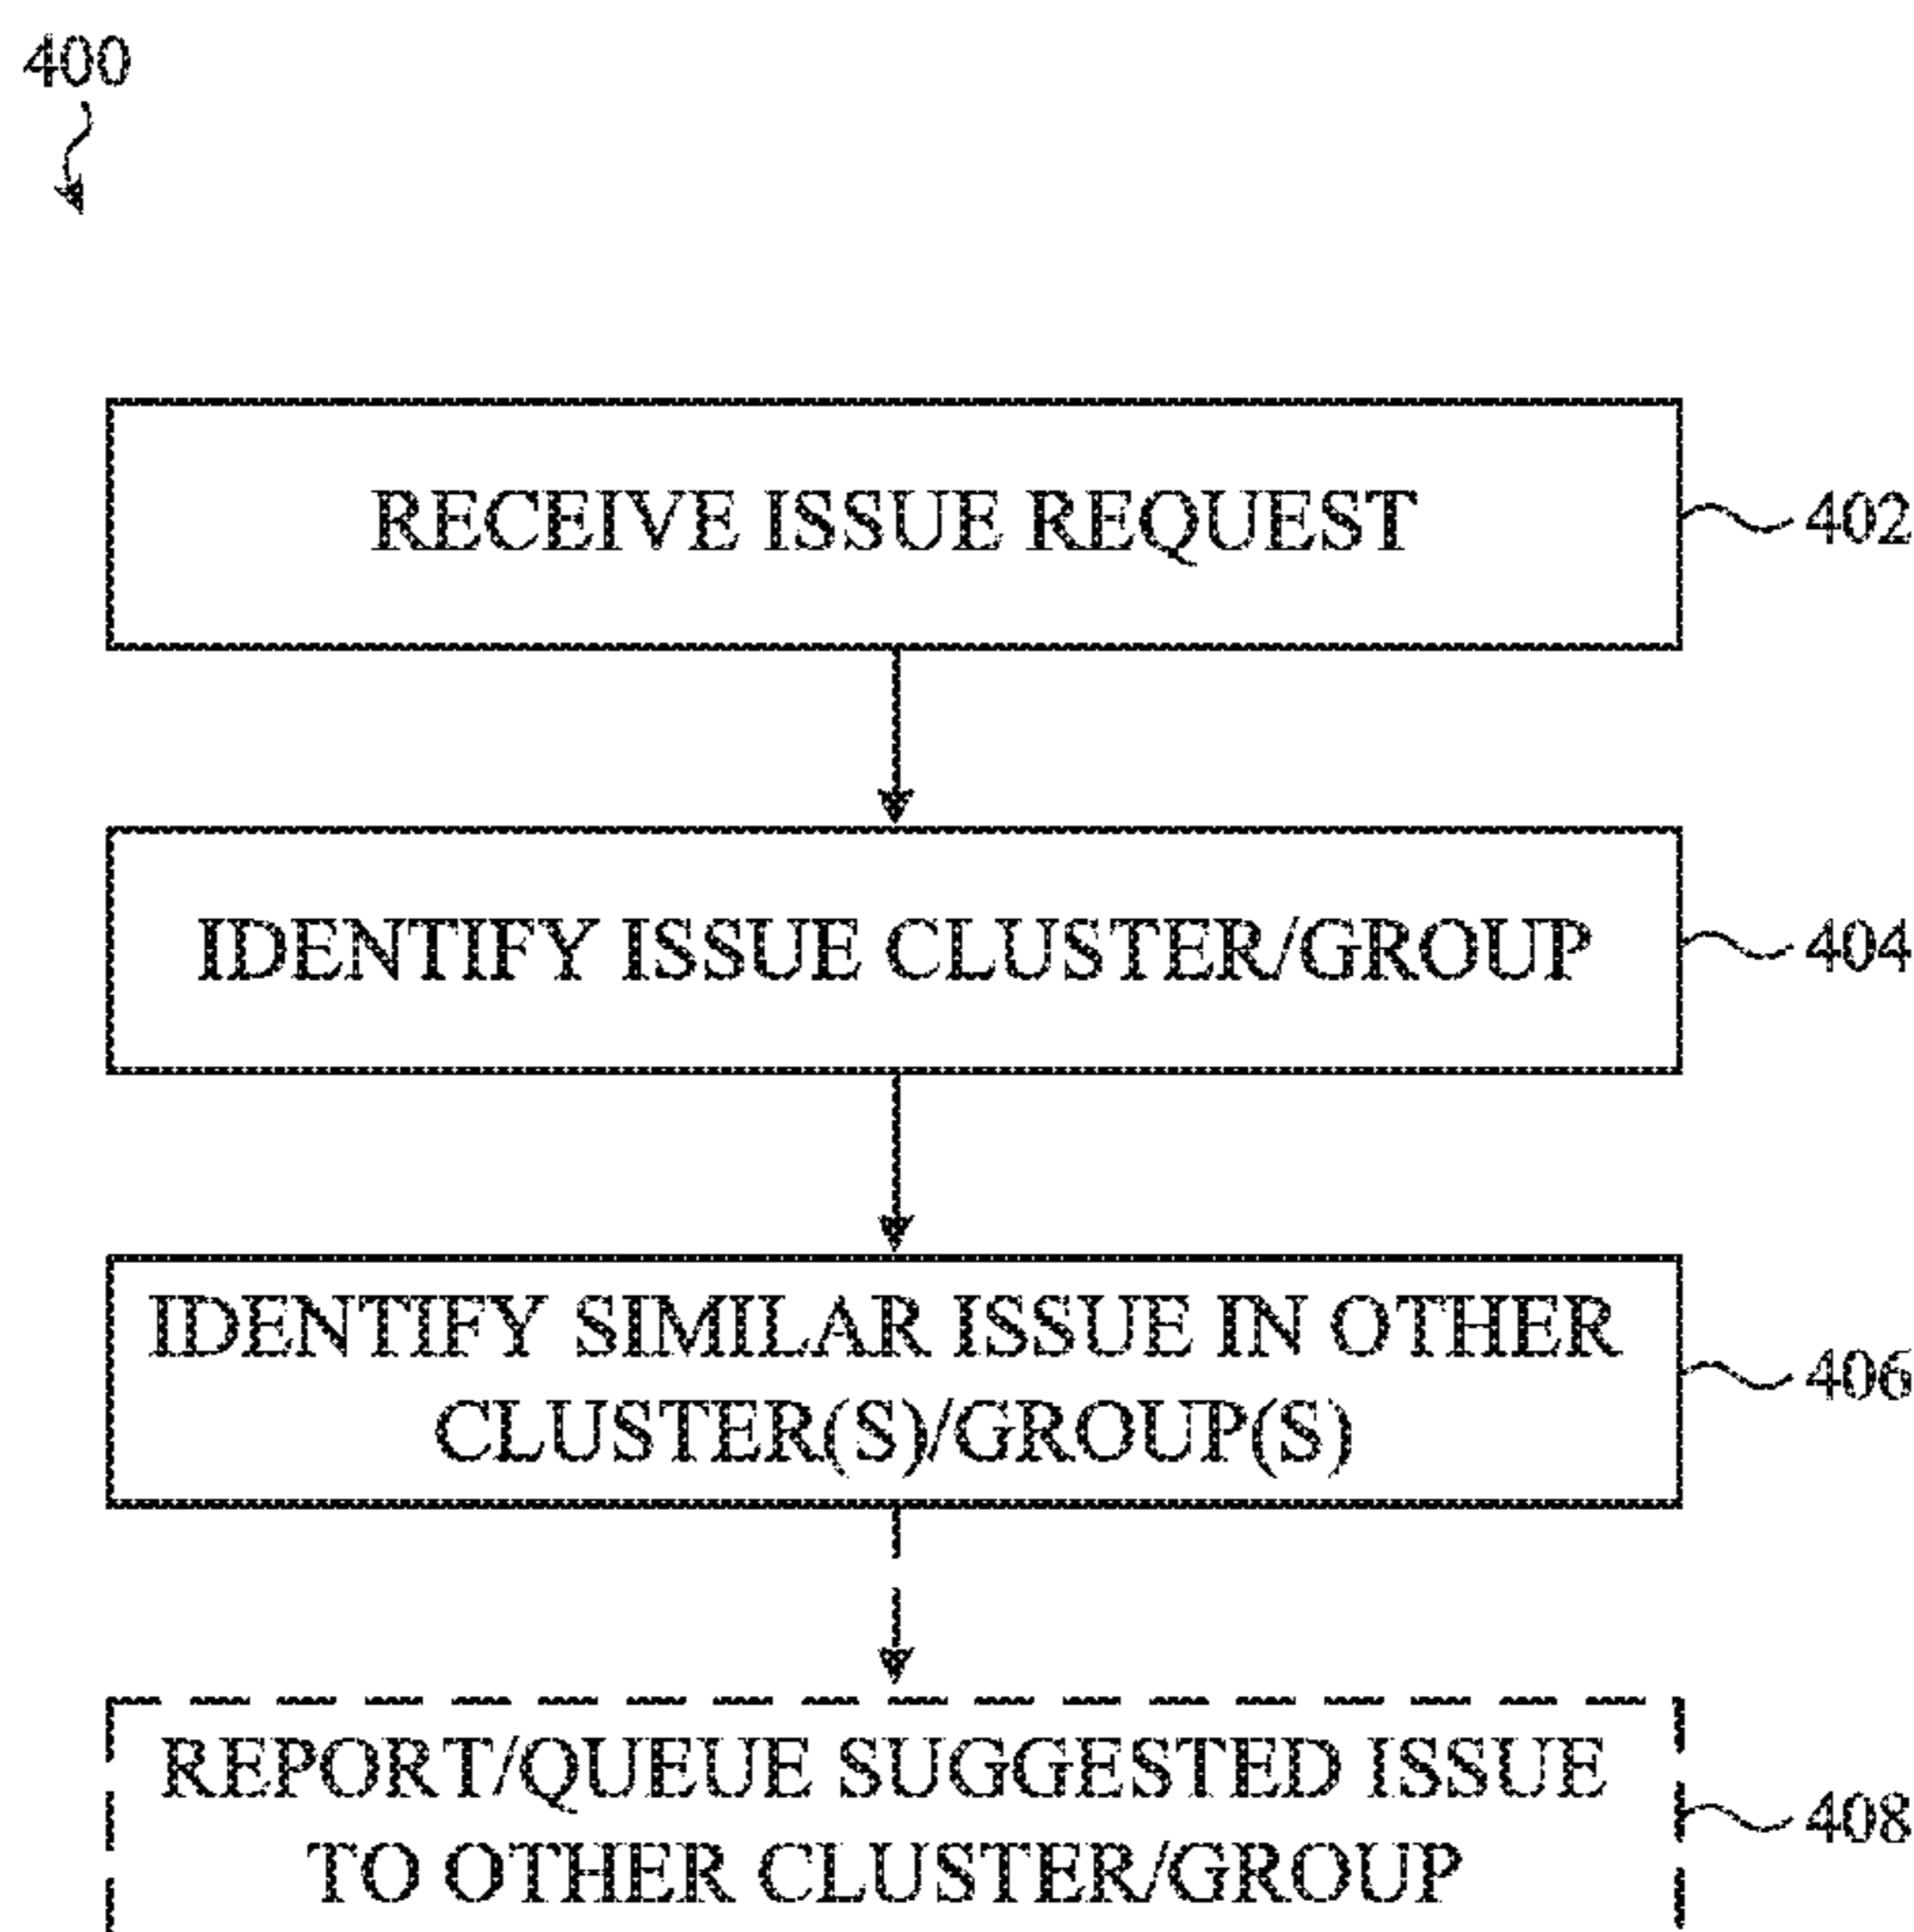 400
RECEIVE ISSUE REQUEST
402
IDENTIFY ISSUE CLUSTER/GROUP
404
IDENTIFY SIMILAR ISSUE IN OTHER
CLUSTER(S)/GROUP(S)
406
REPORT/QUEUE SUGGESTED ISSUE
TO OTHER CLUSTER/GROUP
408